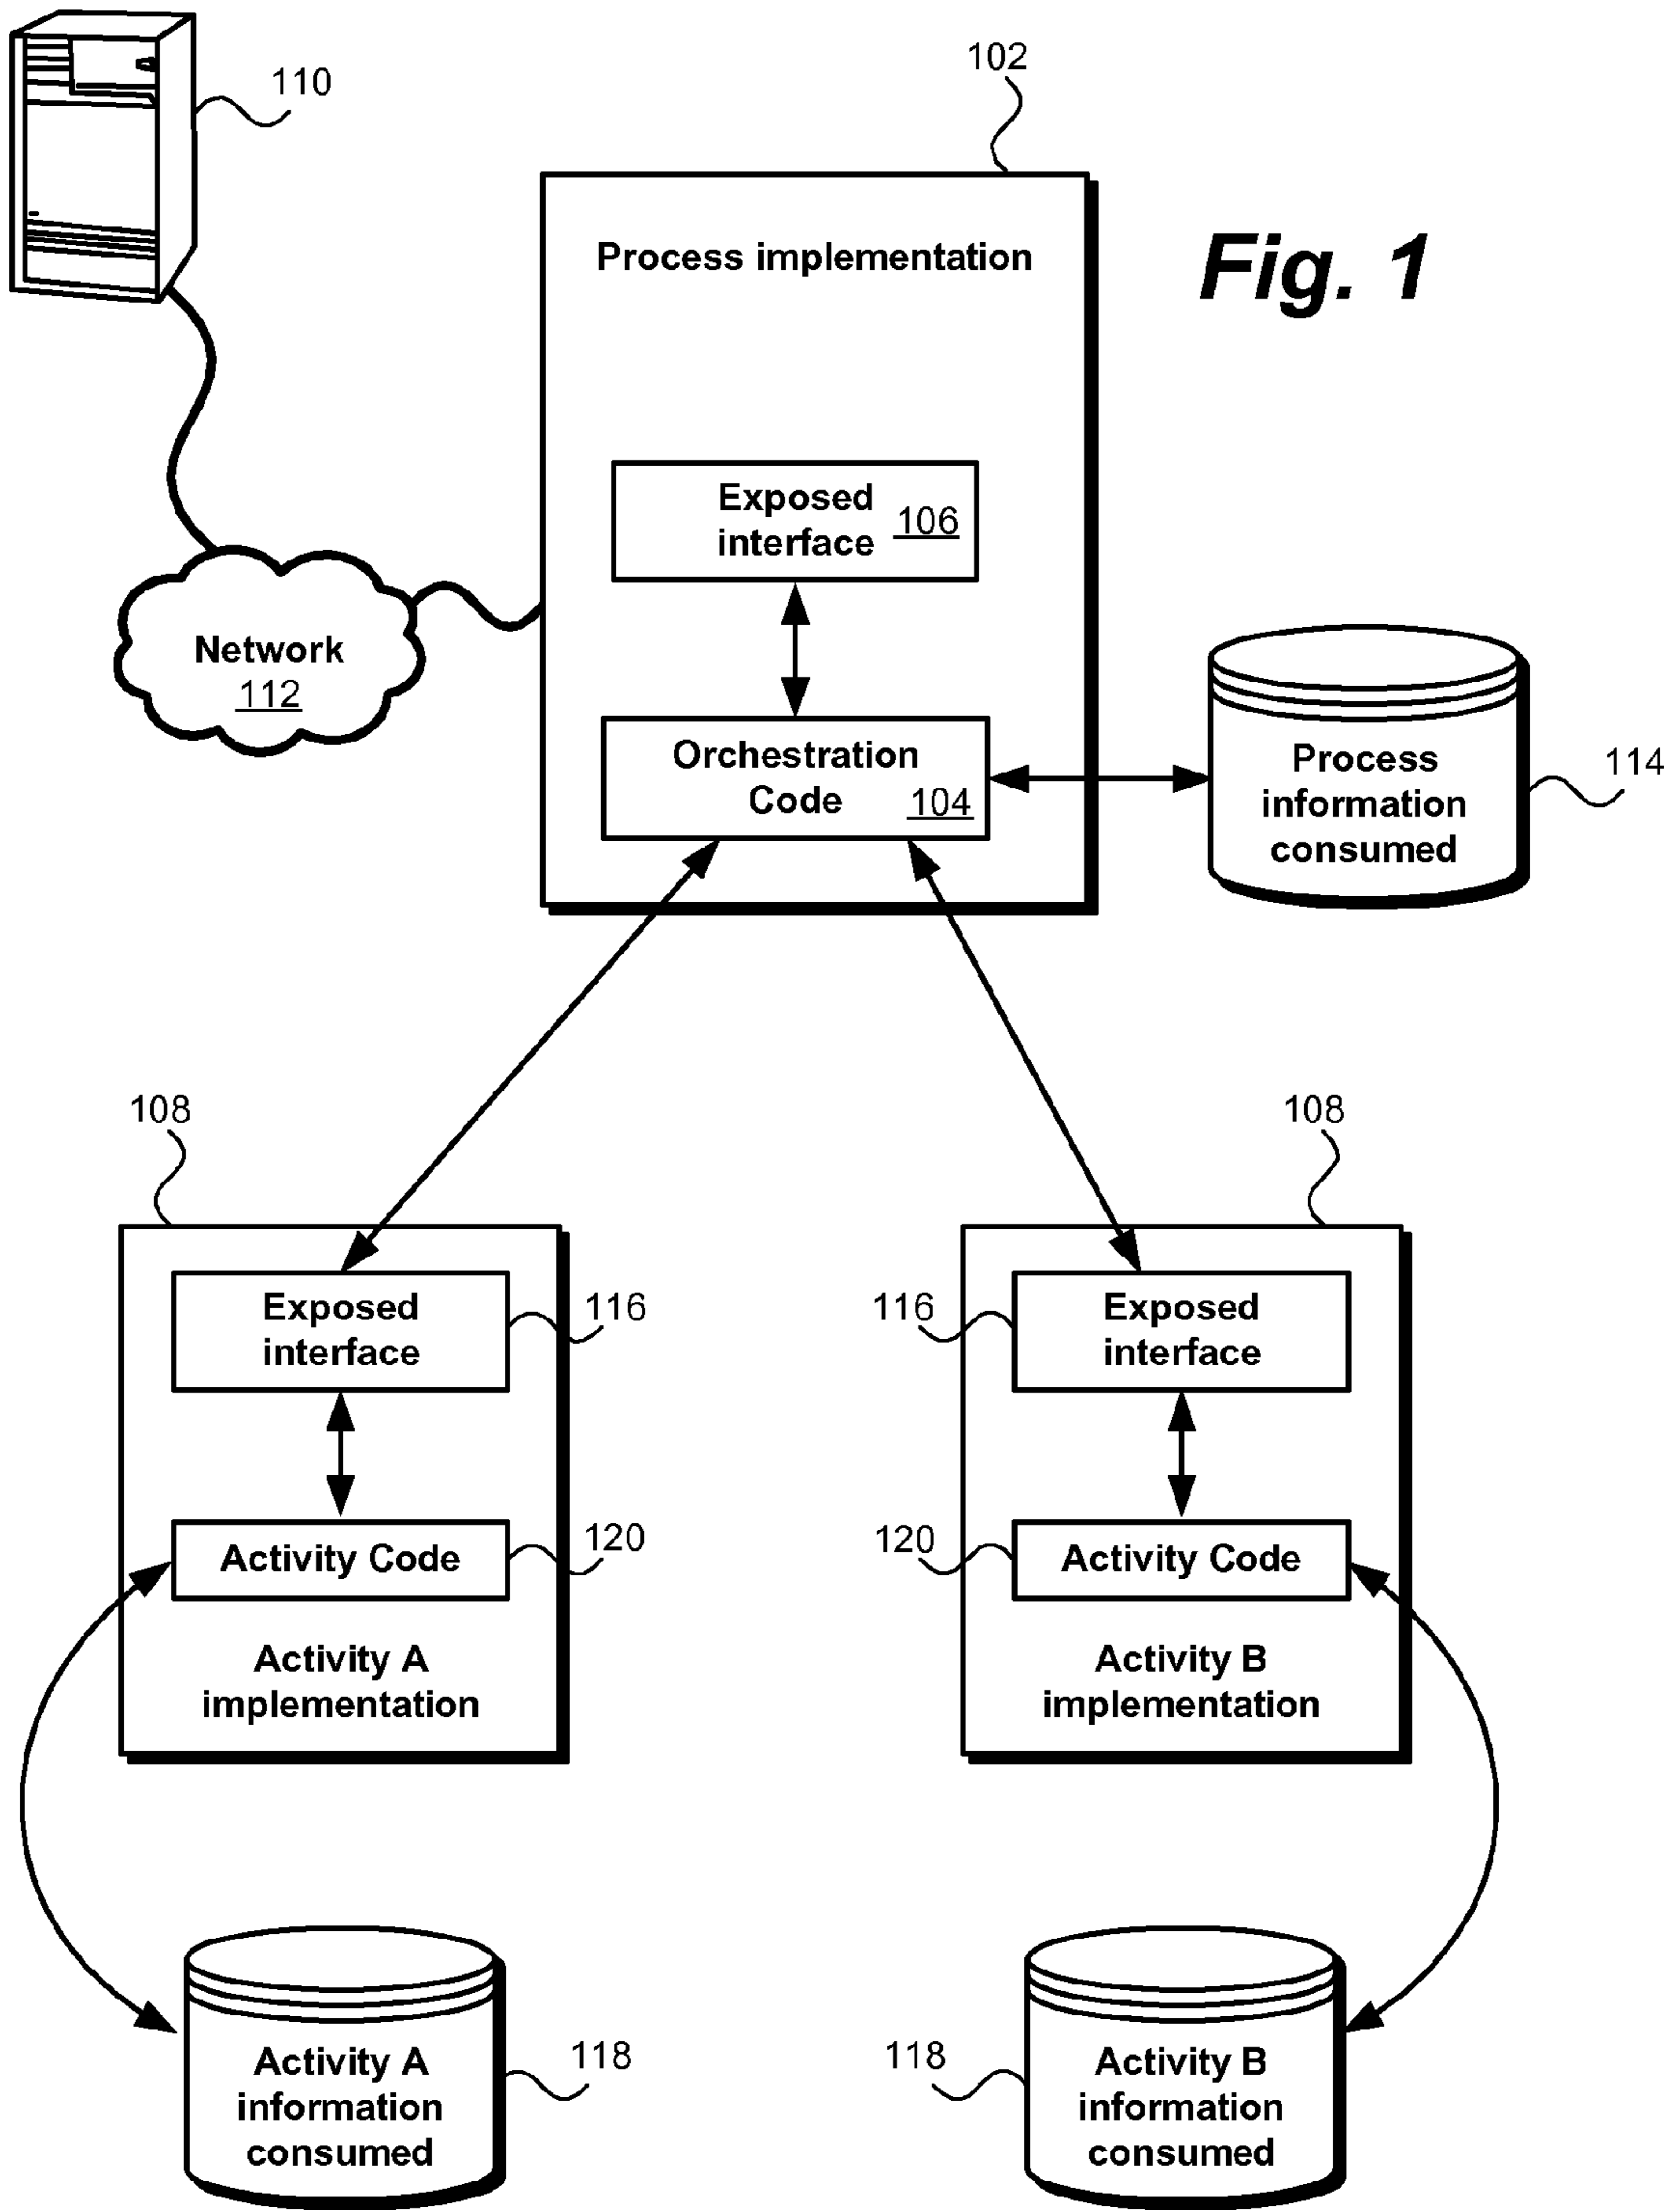 110
102
Process implementation
Fig. 1
Exposed
interface 106
Network
112
Orchestration
Code 104
Process
information
consumed
114
108
108
Exposed
interface
116
116
Exposed
interface
Activity Code
120
120
Activity Code
Activity A
implementation
Activity B
implementation
Activity A
information
consumed
118
118
Activity B
information
consumed